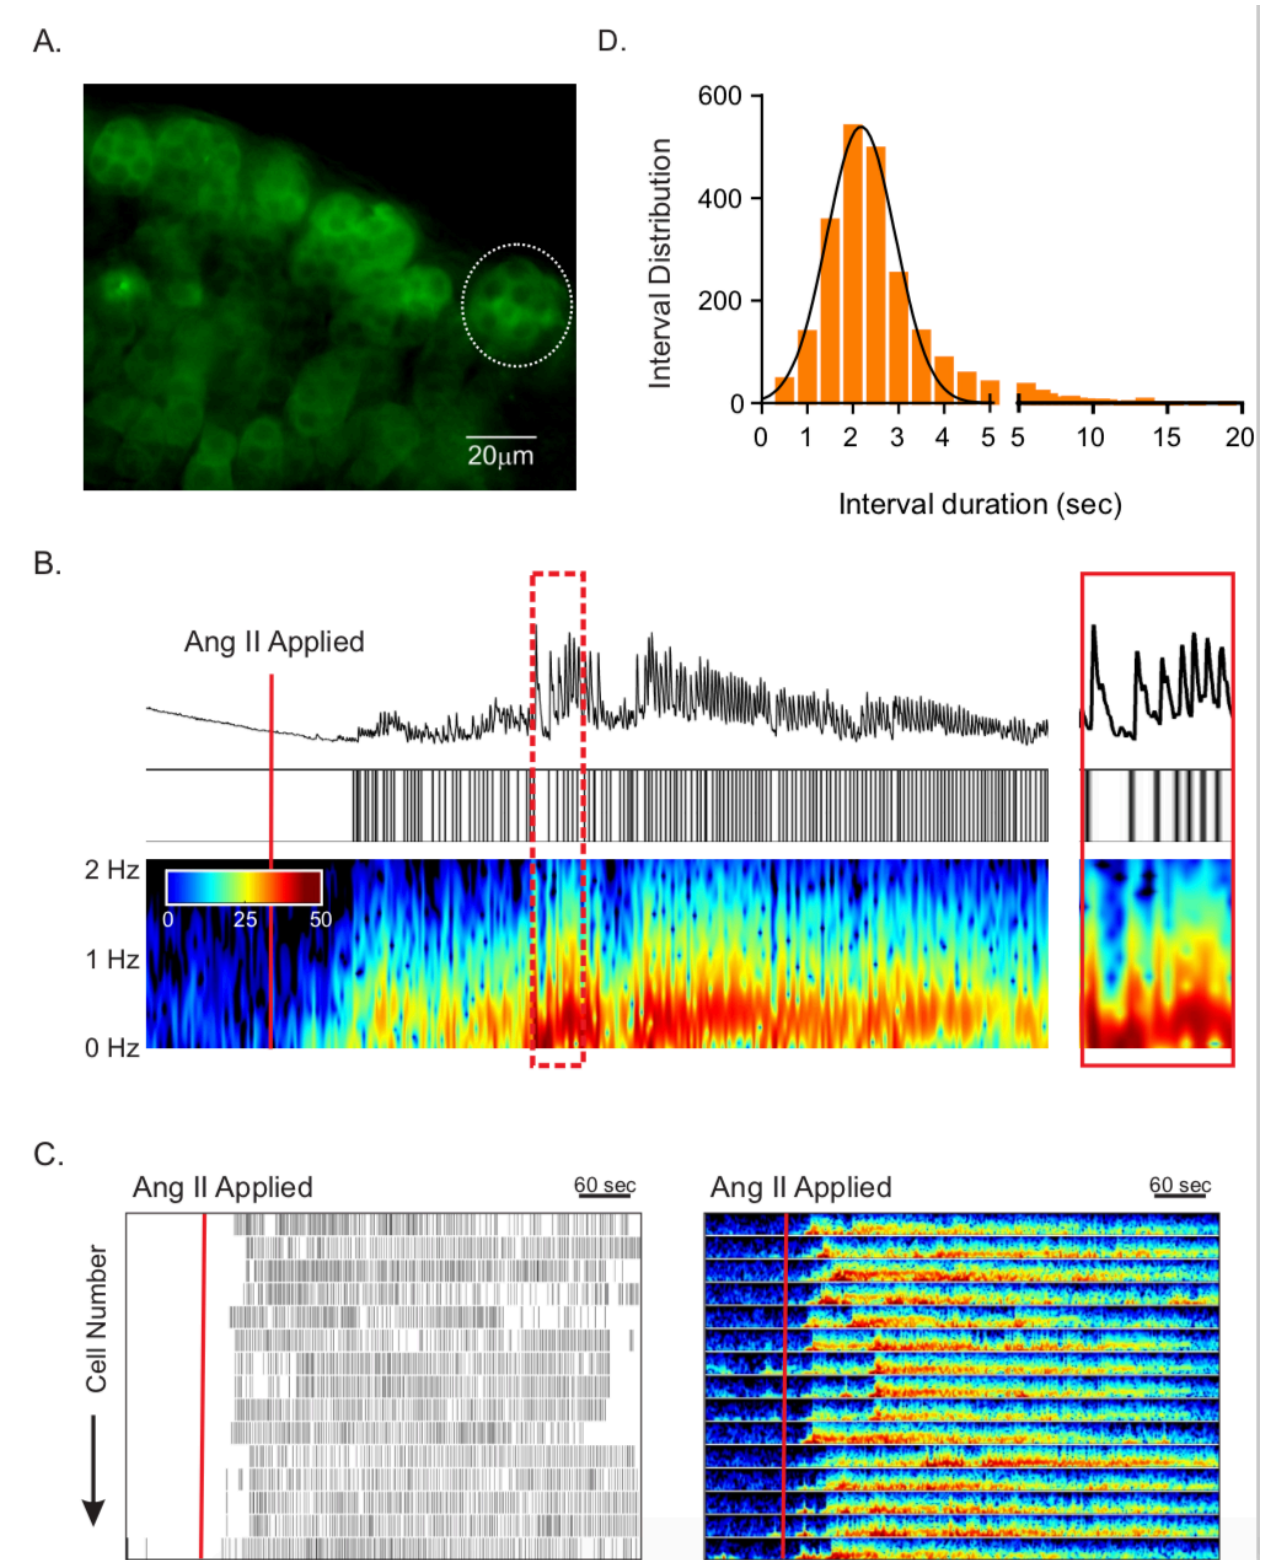 A.
20μm
D.
600
400
200
0
Interval Distribution
0 1 2 3 4 5 5 10 15 20
Interval duration (sec)
B.
Ang II Applied
2 Hz
1 Hz
0 Hz
0 25 50
C.
Ang II Applied 60 sec
Cell Number
Ang II Applied 60 sec